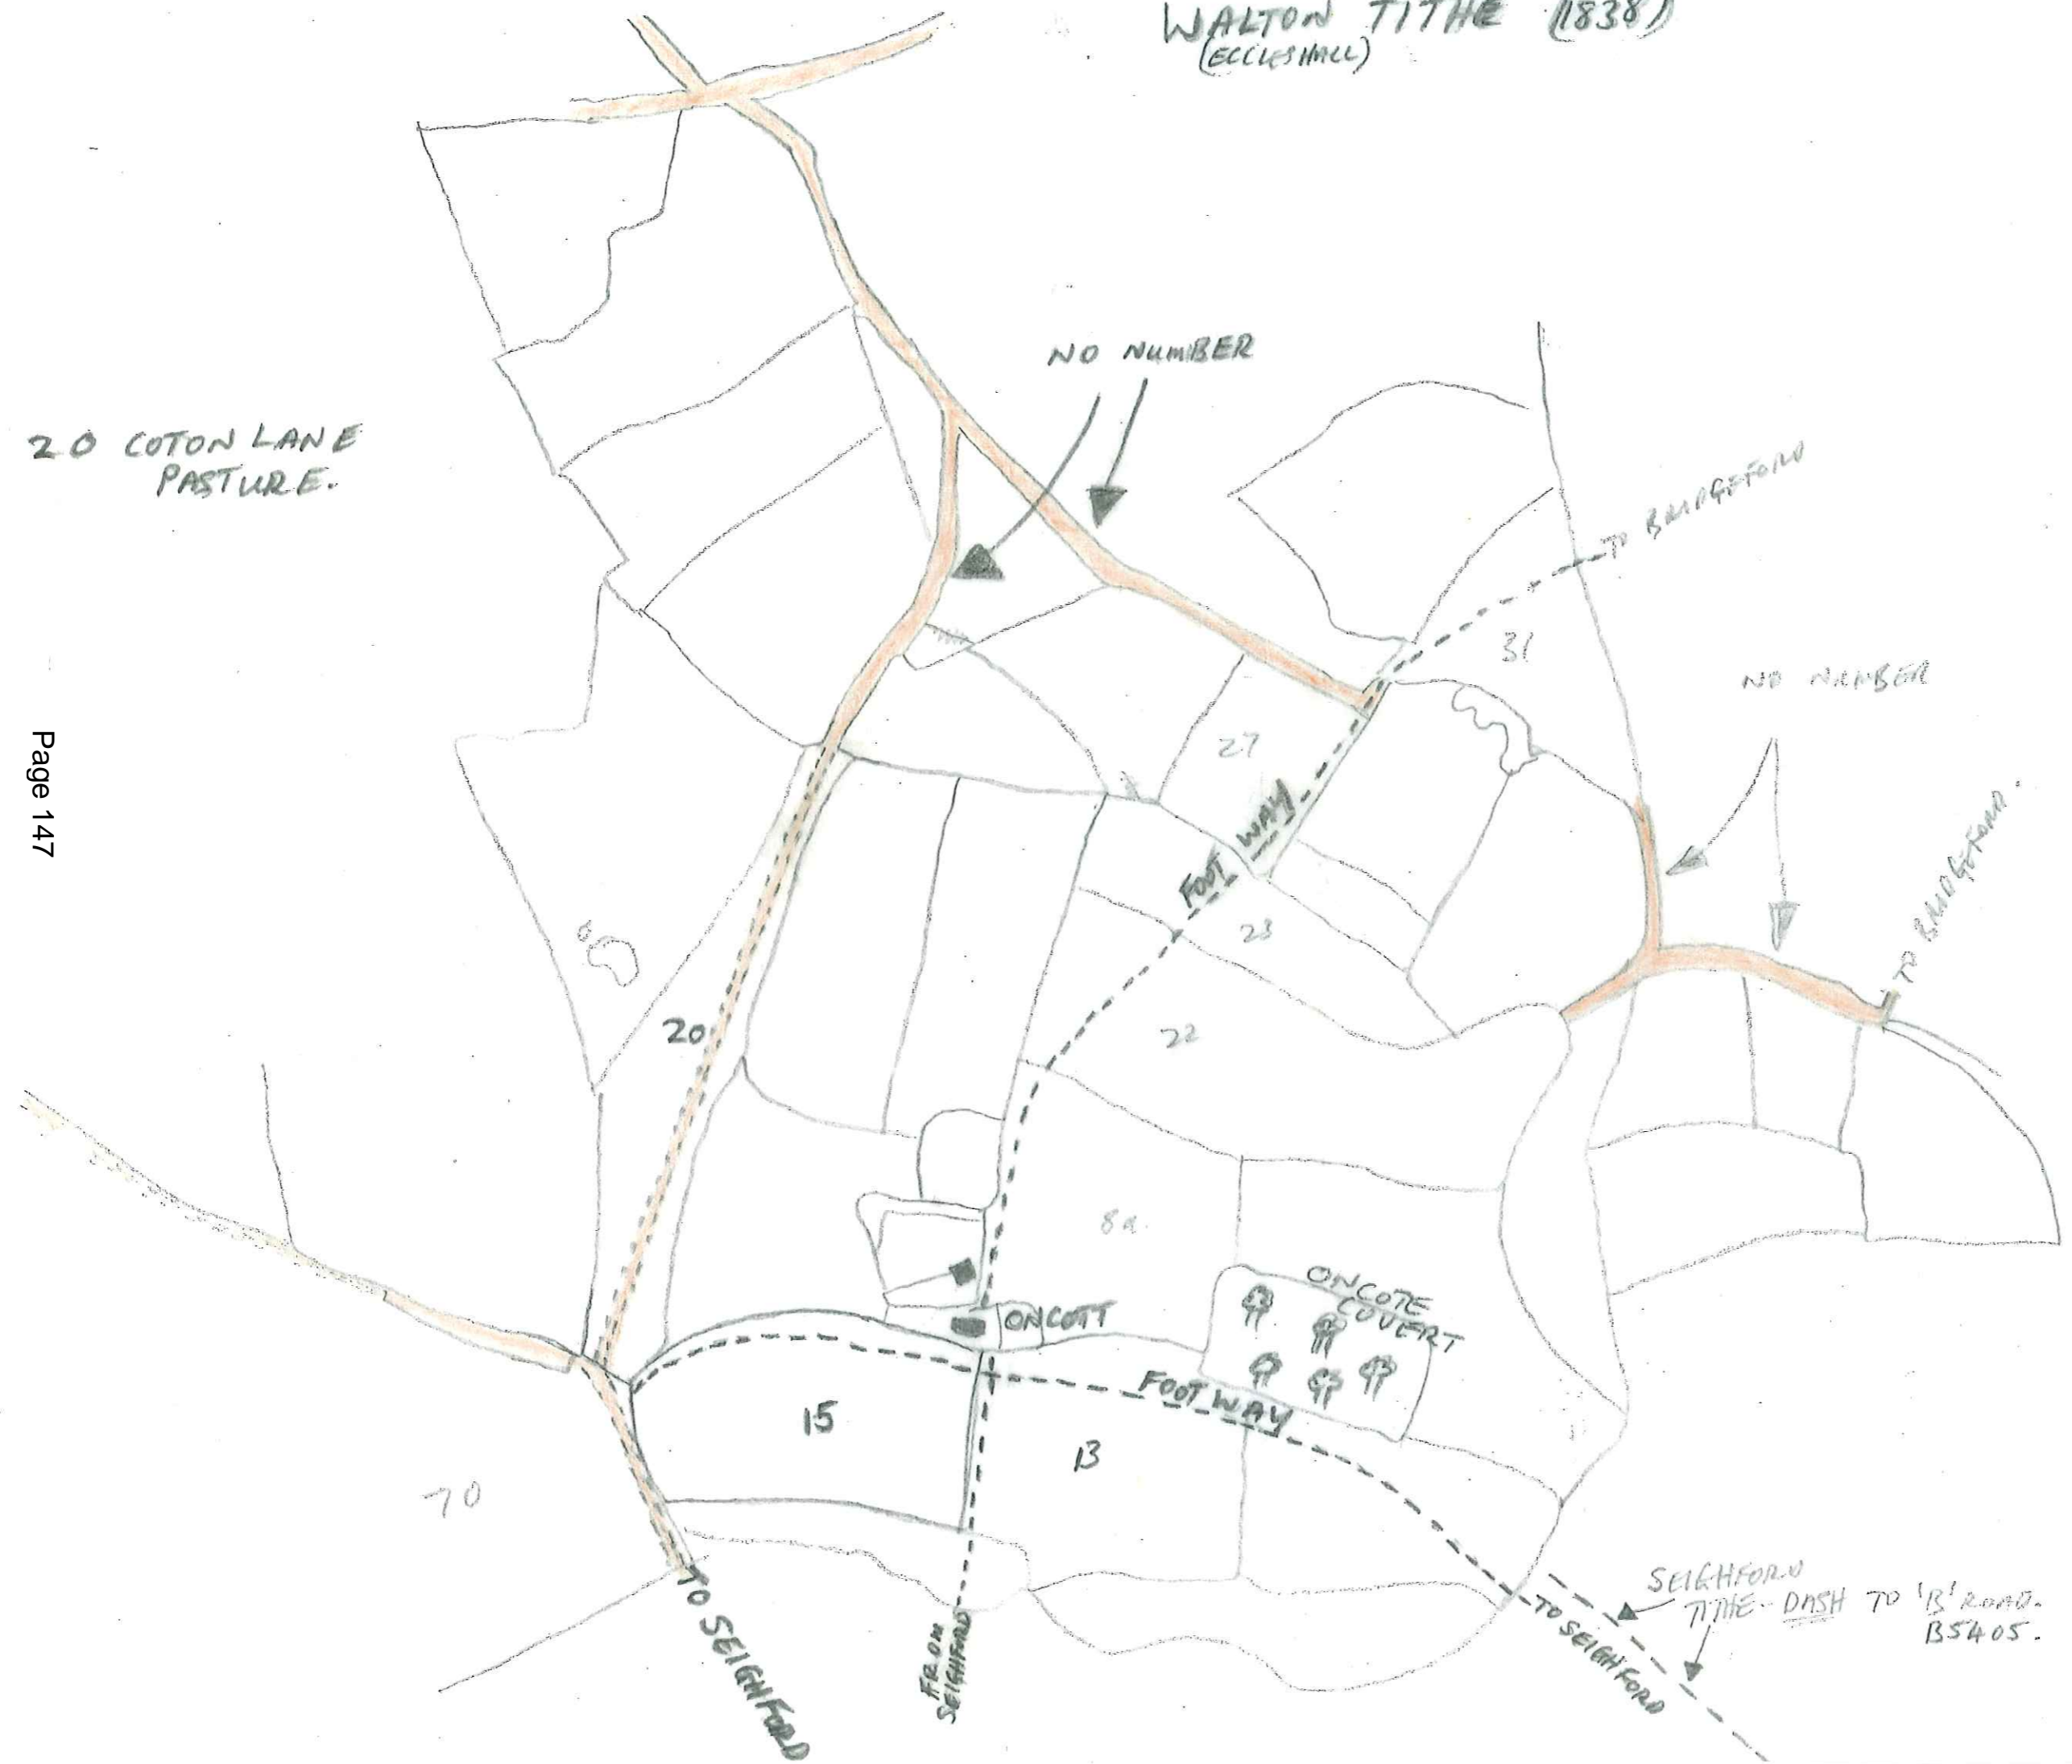 WALTON TITHE (1838)
(ECCLESHALL)
NO NUMBER
20 COTON LANE
PASTURE.
TO BRIDGEFORD
31
NO NUMBER
27
Page 147
FOOT WAY
TO BRIDGFORD.
23
22
20
8a.
ONCOTE
COVERT
ONCOTT
FOOT WAY
15
13
70
SEIGHFORD
TITHE - DASH TO 'B' ROAD.
B5405.
TO SEIGHFORD
FROM
SEIGHFORD
TO SEIGHFORD